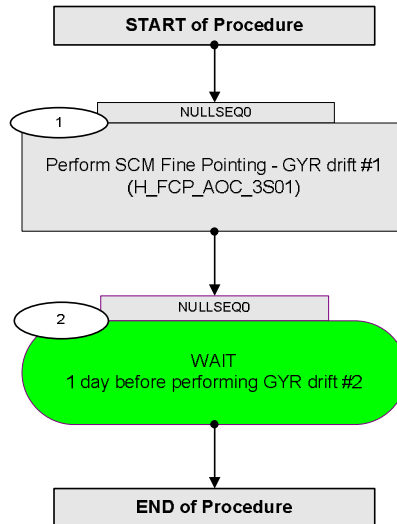 START of Procedure
NULLSEQ0
1
Perform SCM Fine Pointing - GYR drift #1
(H_FCP_AOC_3S01)
NULLSEQ0
2
WAIT
1 day before performing GYR drift #2
END of Procedure